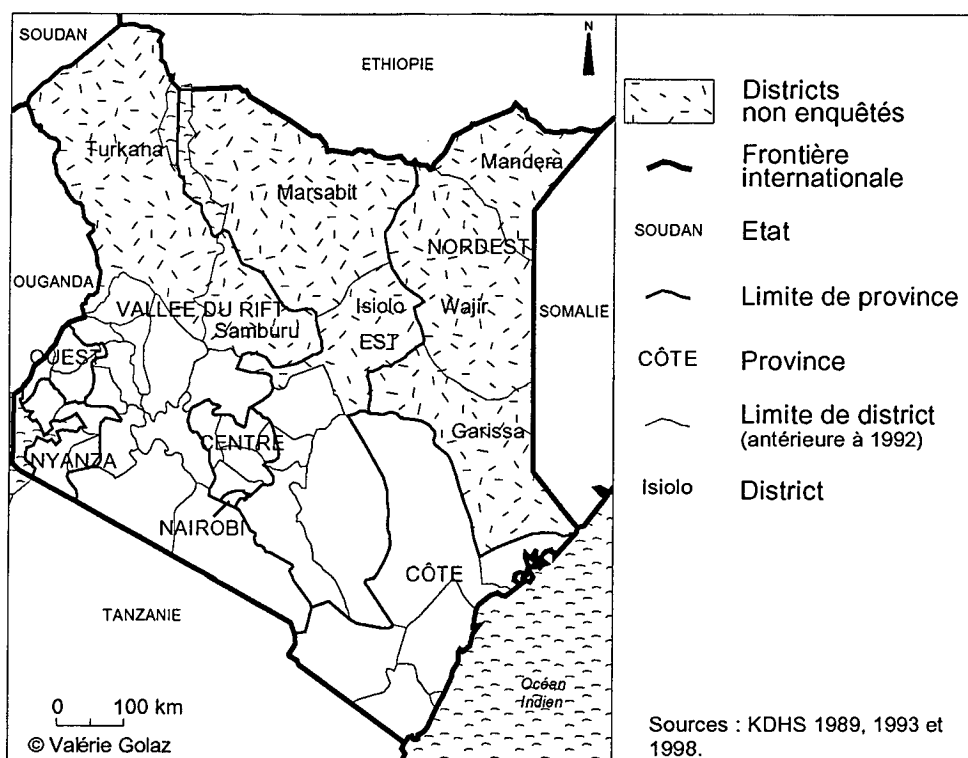 SOUDAN
ETHIOPIE
N
Turkana
Marsabit
Mandera
NORDEST
OUGANDA
VALLEE DU RIFT
Samburu
Isiolo
Wajir
SOMALIE
EST
OUEST
Garissa
CENTRE
NYANZA
NAIROBI
CÔTE
TANZANIE
Océan
Indien
0 100 km
© Valérie Golaz
Districts
non enquêtés
Frontière
internationale
SOUDAN Etat
Limite de province
CÔTE Province
Limite de district
(antérieure à 1992)
Isiolo District
Sources : KDHS 1989, 1993 et
1998.